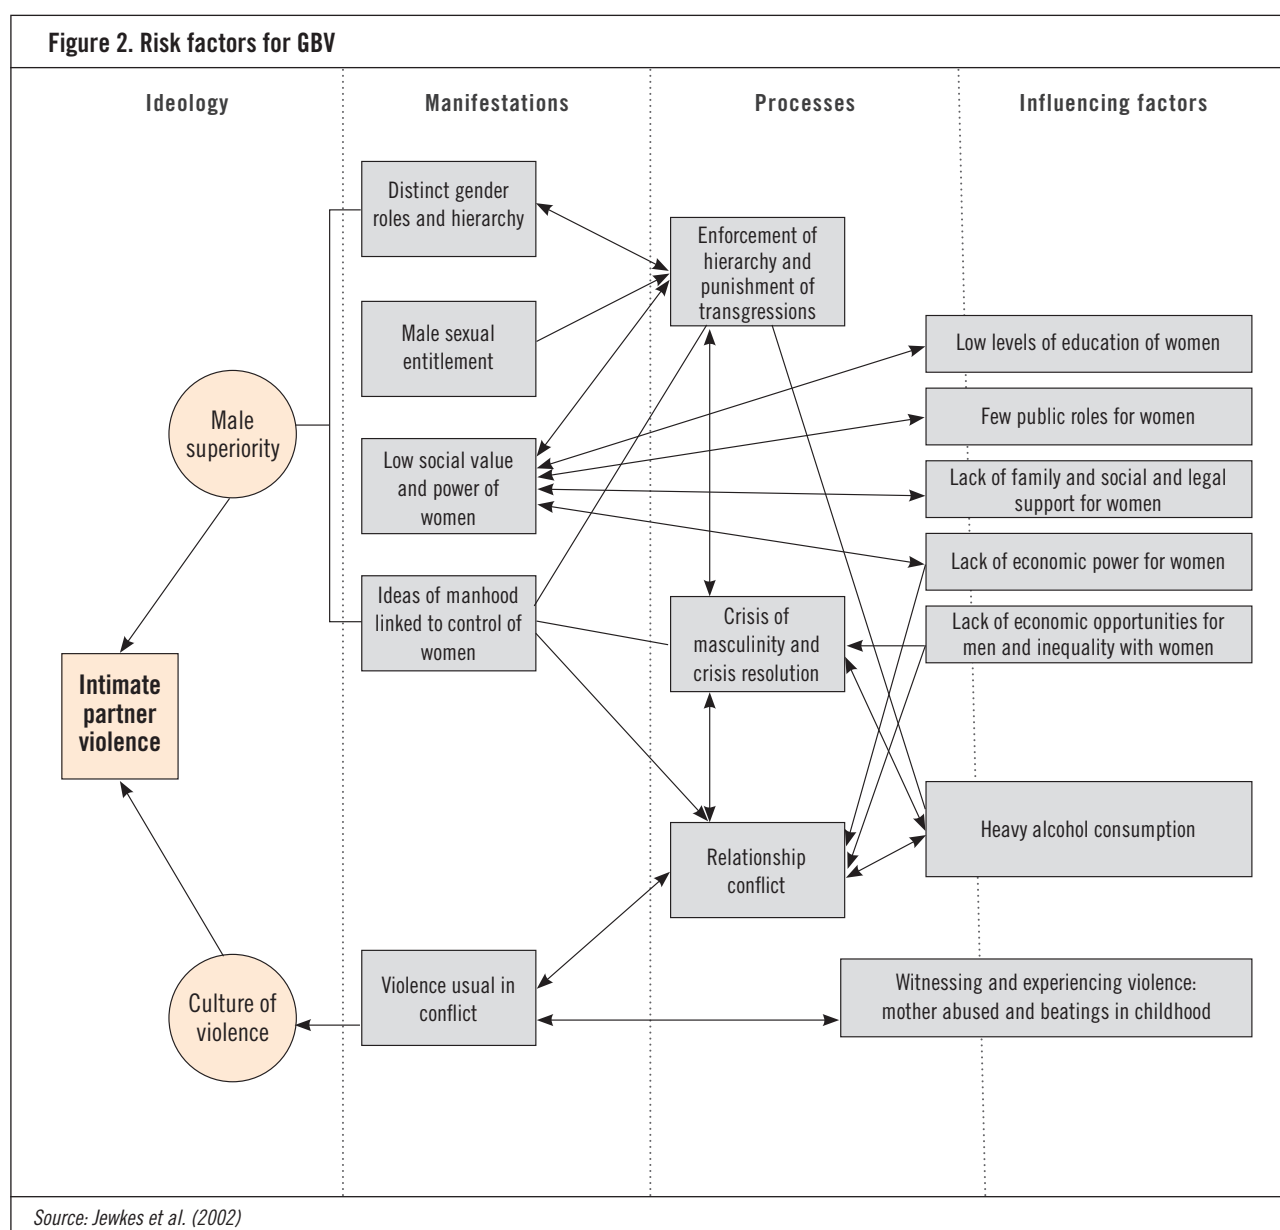 Figure 2. Risk factors for GBV
Ideology
Manifestations
Processes
Influencing factors
Distinct gender
roles and hierarchy
Enforcement of
hierarchy and
punishment of
transgressions
Male sexual
entitlement
Low levels of education of women
Male
superiority
Few public roles for women
Low social value
and power of
women
Lack of family and social and legal
support for women
Lack of economic power for women
Ideas of manhood
linked to control of
women
Crisis of
masculinity and
crisis resolution
Lack of economic opportunities for
men and inequality with women
Intimate
partner
violence
Heavy alcohol consumption
Relationship
conflict
Violence usual in
conflict
Witnessing and experiencing violence:
mother abused and beatings in childhood
Culture of
violence
Source: Jewkes et al. (2002)